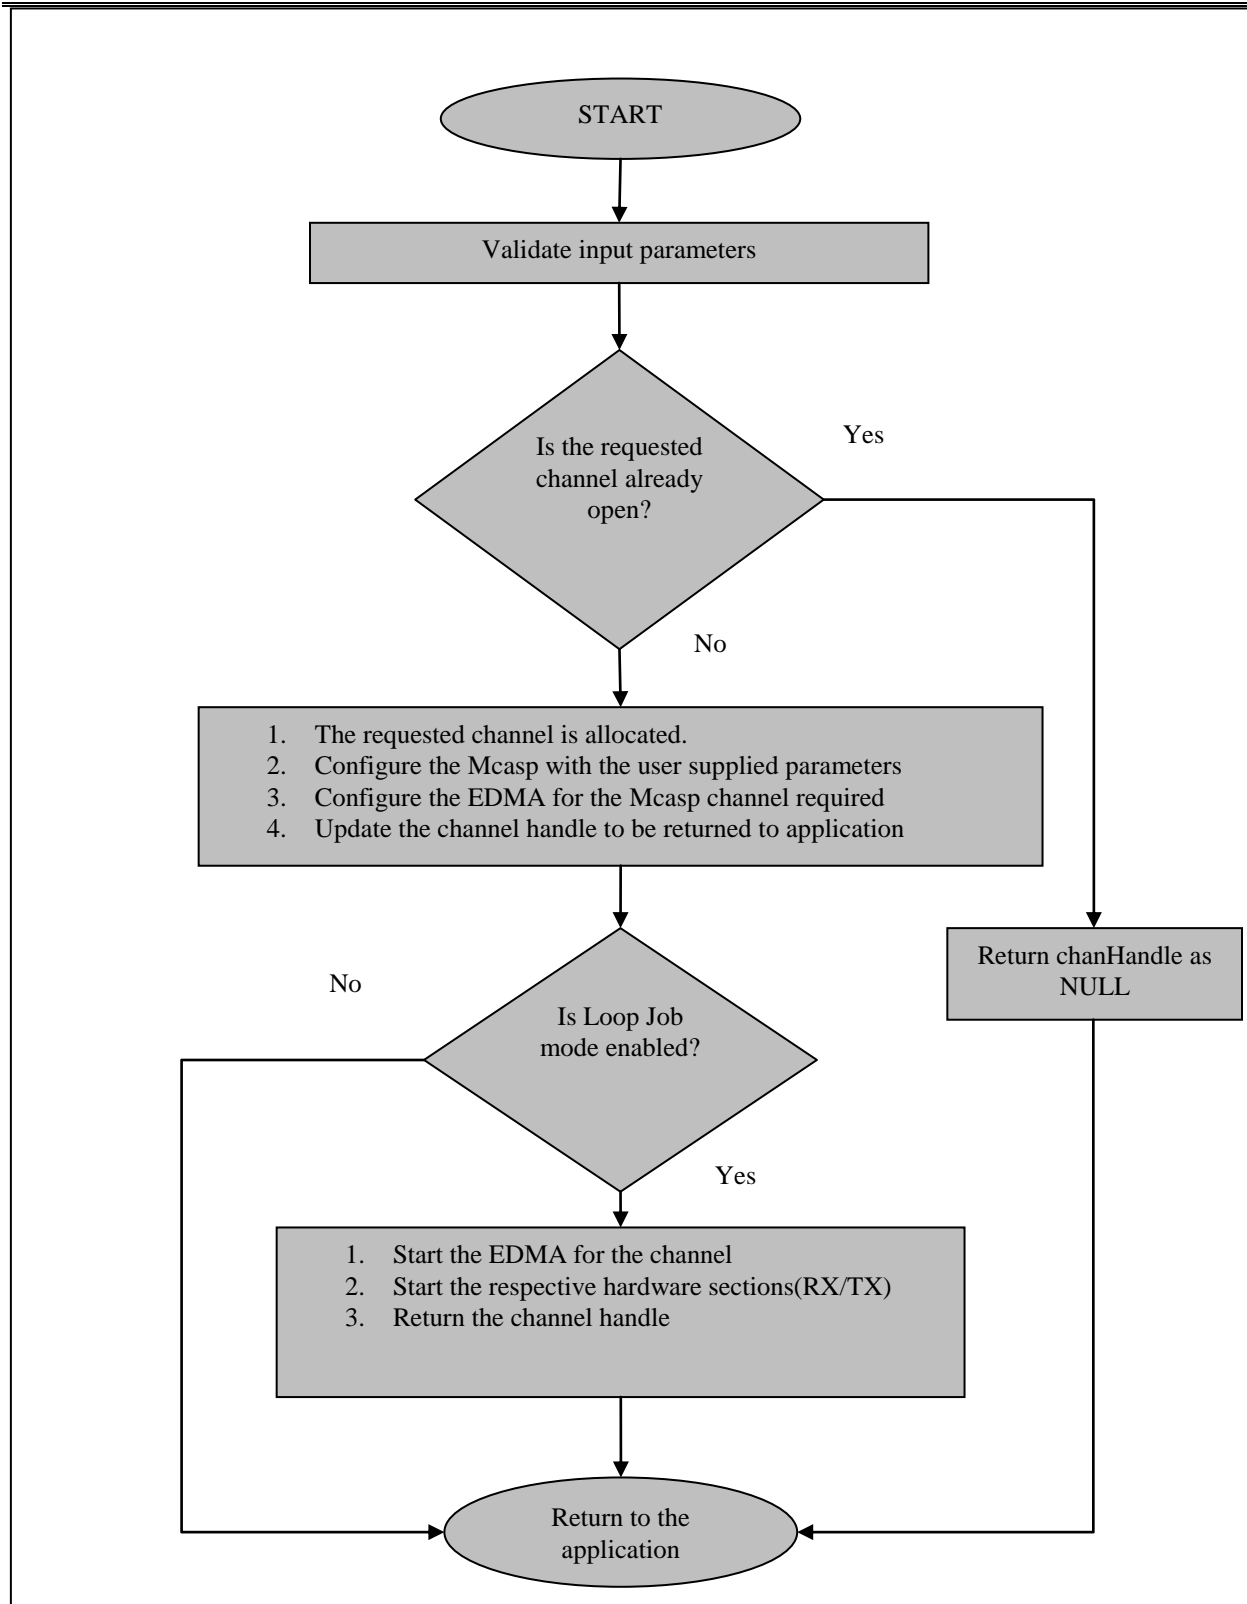 START
Validate input parameters
Is the requested
channel already
open?
Yes
No
1. The requested channel is allocated.
2. Configure the Mcasp with the user supplied parameters
3. Configure the EDMA for the Mcasp channel required
4. Update the channel handle to be returned to application
Return chanHandle as
NULL
No
Is Loop Job
mode enabled?
Yes
1. Start the EDMA for the channel
2. Start the respective hardware sections(RX/TX)
3. Return the channel handle
Return to the
application